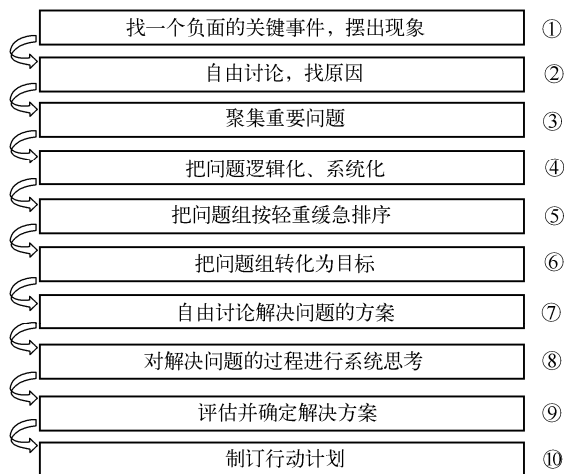 找一个负面的关键事件，摆出现象 ①
自由讨论，找原因 ②
聚集重要问题 ③
把问题逻辑化、系统化 ④
把问题组按轻重缓急排序 ⑤
把问题组转化为目标 ⑥
自由讨论解决问题的方案 ⑦
对解决问题的过程进行系统思考 ⑧
评估并确定解决方案 ⑨
制订行动计划 ⑩